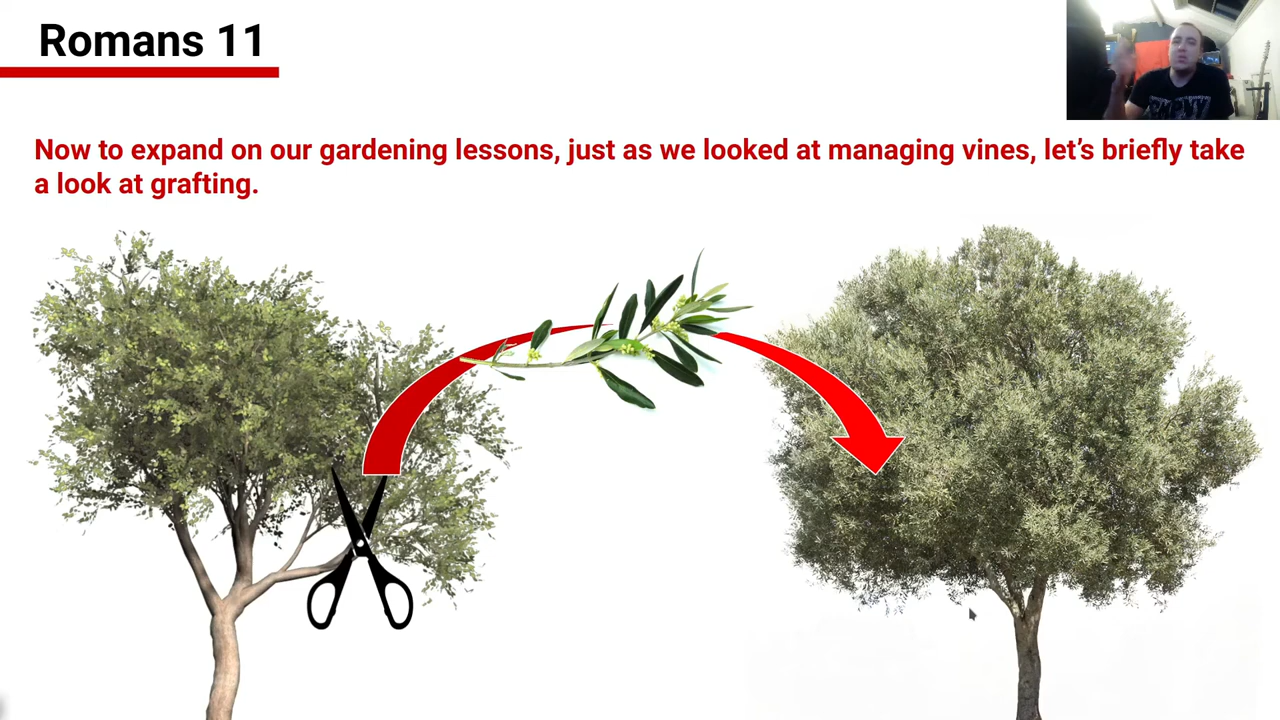 Romans 11
Now to expand on our gardening lessons, just as we looked at managing vines, let's briefly take
a look at grafting.